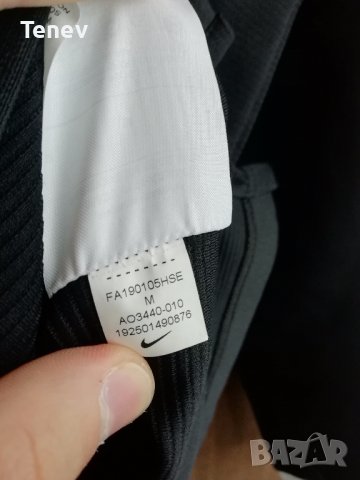 Tenev
FA190105HSE
M
AO3440-010
192501490876
BAZAR